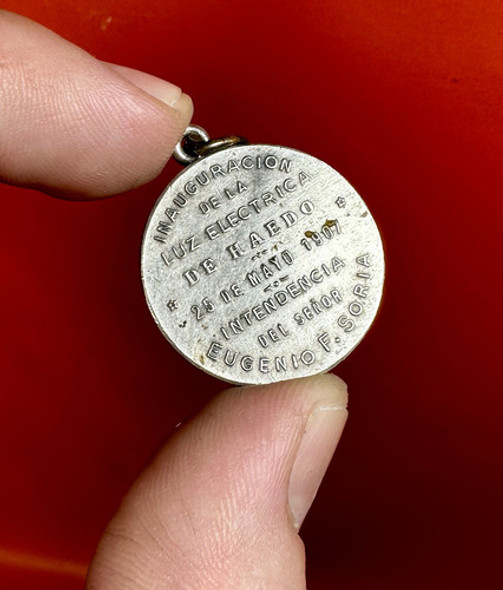 INAUGURACION
DE LA
LUZ ELECTRICA
DE HAEDO
25 DE MAYO 1907
INTENDENCIA
DEL SEÑOR
EUGENIO F. SORIA